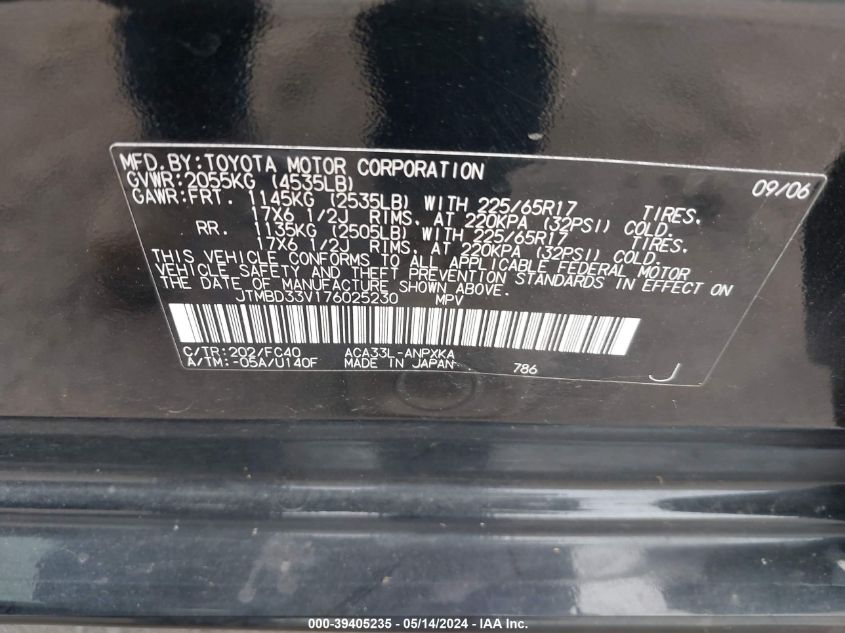 MFD.BY:TOYOTA MOTOR CORPORATION 09/06
GVWR:2055KG (4535LB)
GAWR:FRT. 1145KG (2535LB) WITH 225/65R17 TIRES.
17X6 1/2J RIMS. AT 220KPA (32PSI) COLD.
RR. 1135KG (2505LB) WITH 225/65R17 TIRES.
17X6 1/2J RIMS. AT 220KPA (32PSI) COLD.
THIS VEHICLE CONFORMS TO ALL APPLICABLE FEDERAL MOTOR
VEHICLE SAFETY AND THEFT PREVENTION STANDARDS IN EFFECT ON
THE DATE OF MANUFACTURE SHOWN ABOVE.
JTMBD33V176025230 MPV
C/TR:202/FC40 ACA33L-ANPXKA
A/TM:-05A/U140F MADE IN JAPAN 786 J
000-39405235 - 05/14/2024 - IAA Inc.